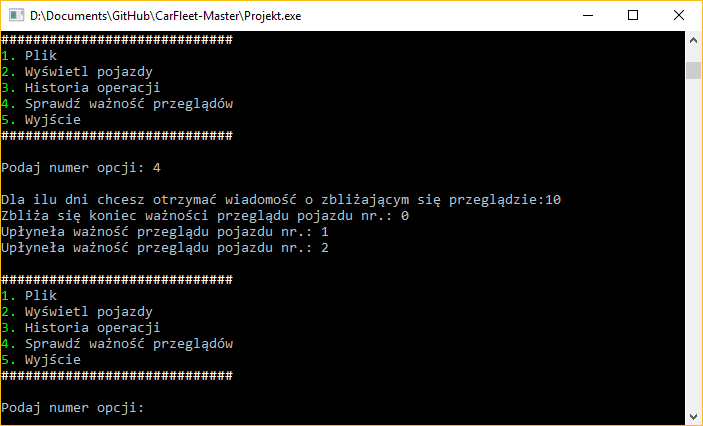 D:\Documents\GitHub\CarFleet-Master\Projekt.exe
#############################
1. Plik
2. Wyświetl pojazdy
3. Historia operacji
4. Sprawdź ważność przeglądów
5. Wyjście
#############################
Podaj numer opcji: 4
Dla ilu dni chcesz otrzymać wiadomość o zbliżającym się przeglądzie:10
Zbliża się koniec ważności przeglądu pojazdu nr.: 0
Upłyneła ważność przeglądu pojazdu nr.: 1
Upłyneła ważność przeglądu pojazdu nr.: 2
#############################
1. Plik
2. Wyświetl pojazdy
3. Historia operacji
4. Sprawdź ważność przeglądów
5. Wyjście
#############################
Podaj numer opcji: